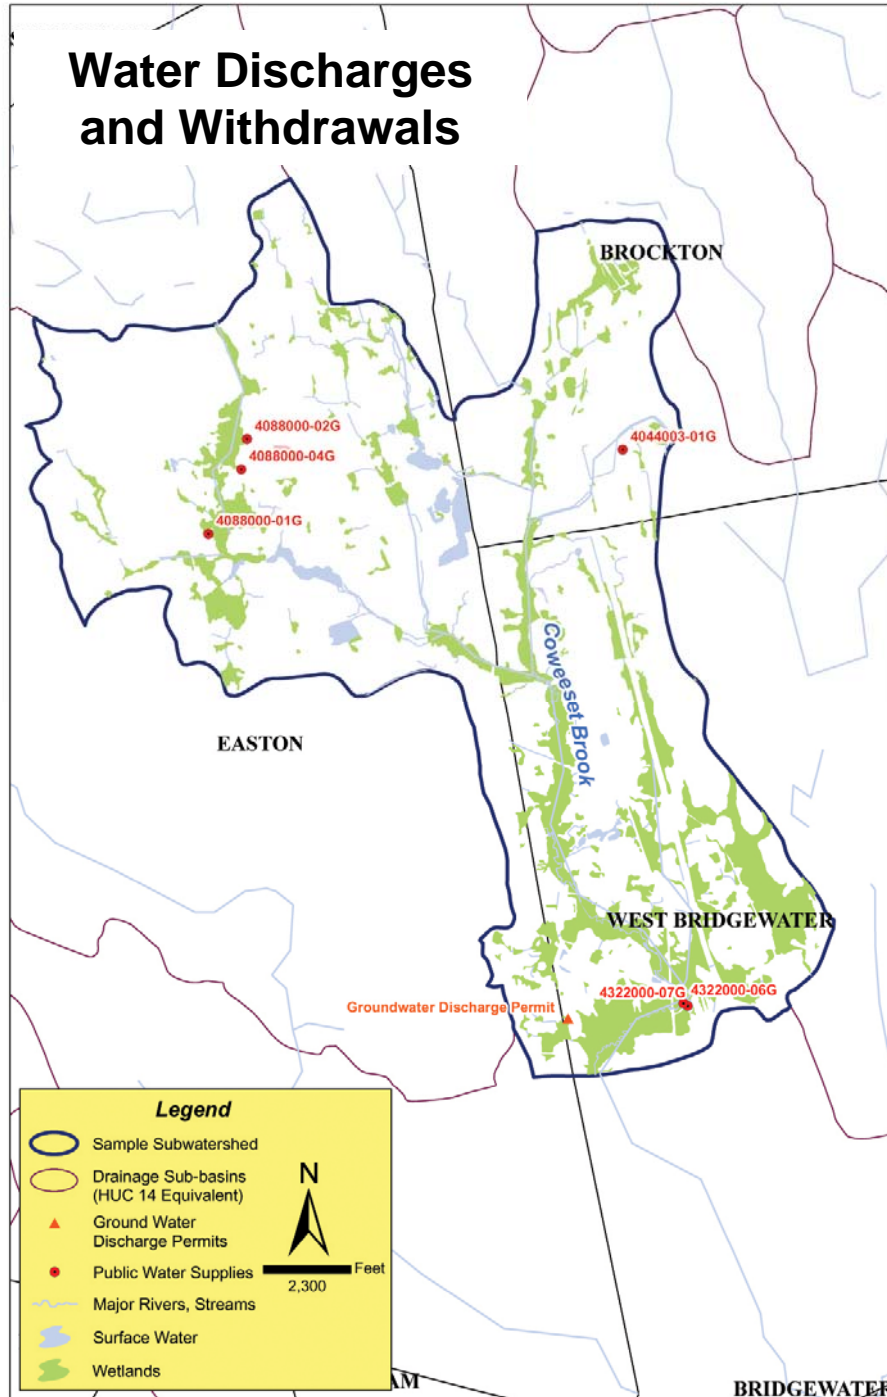 Water Discharges
and Withdrawals
BROCKTON
4088000-02G
4044003-01G
4088000-04G
4088000-01G
Coweeset Brook
EASTON
WEST BRIDGEWATER
4322000-07G
4322000-06G
Groundwater Discharge Permit
Legend
Sample Subwatershed
Drainage Sub-basins
(HUC 14 Equivalent)
N
Ground Water
Discharge Permits
Public Water Supplies
Feet
2,300
Major Rivers, Streams
Surface Water
Wetlands
AM
BRIDGEWATER